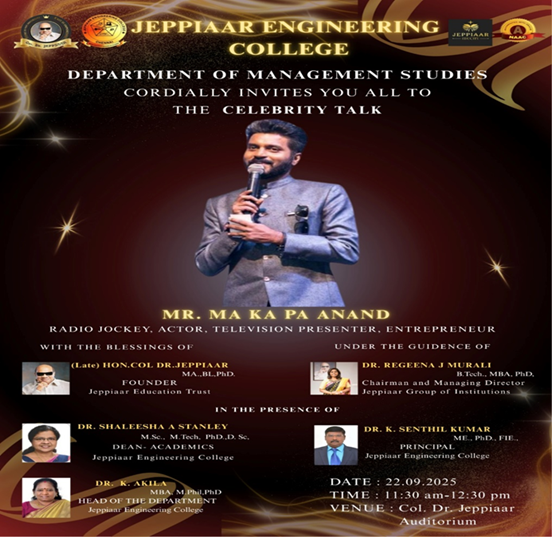 JEPPIAAR ENGINEERING
COLLEGE
JEPPIAAR
NAAC
DEPARTMENT OF MANAGEMENT STUDIES
CORDIALLY INVITES YOU ALL TO
THE CELEBRITY TALK
MR. MA KA PA ANAND
RADIO JOCKEY, ACTOR, TELEVISION PRESENTER, ENTREPRENEUR
WITH THE BLESSINGS OF
(Late) HON.COL DR.JEPPIAAR
MA.,BL.,PhD.
FOUNDER
Jeppiaar Education Trust
UNDER THE GUIDENCE OF
DR. REGEENA J MURALI
B.Tech., MBA, PhD,
Chairman and Managing Director
Jeppiaar Group of Institutions
IN THE PRESENCE OF
DR. SHALEESHA A STANLEY
M.Sc., M.Tech, PhD.,D. Sc,
DEAN- ACADEMICS
Jeppiaar Engineering College
DR. K. SENTHIL KUMAR
ME., PhD., FIE.,
PRINCIPAL
Jeppiaar Engineering College
DR. K. AKILA
MBA, M.Phil,PhD
HEAD OF THE DEPARTMENT
Jeppiaar Engineering College
DATE : 22.09.2025
TIME : 11:30 am-12:30 pm
VENUE : Col. Dr. Jeppiaar
Auditorium